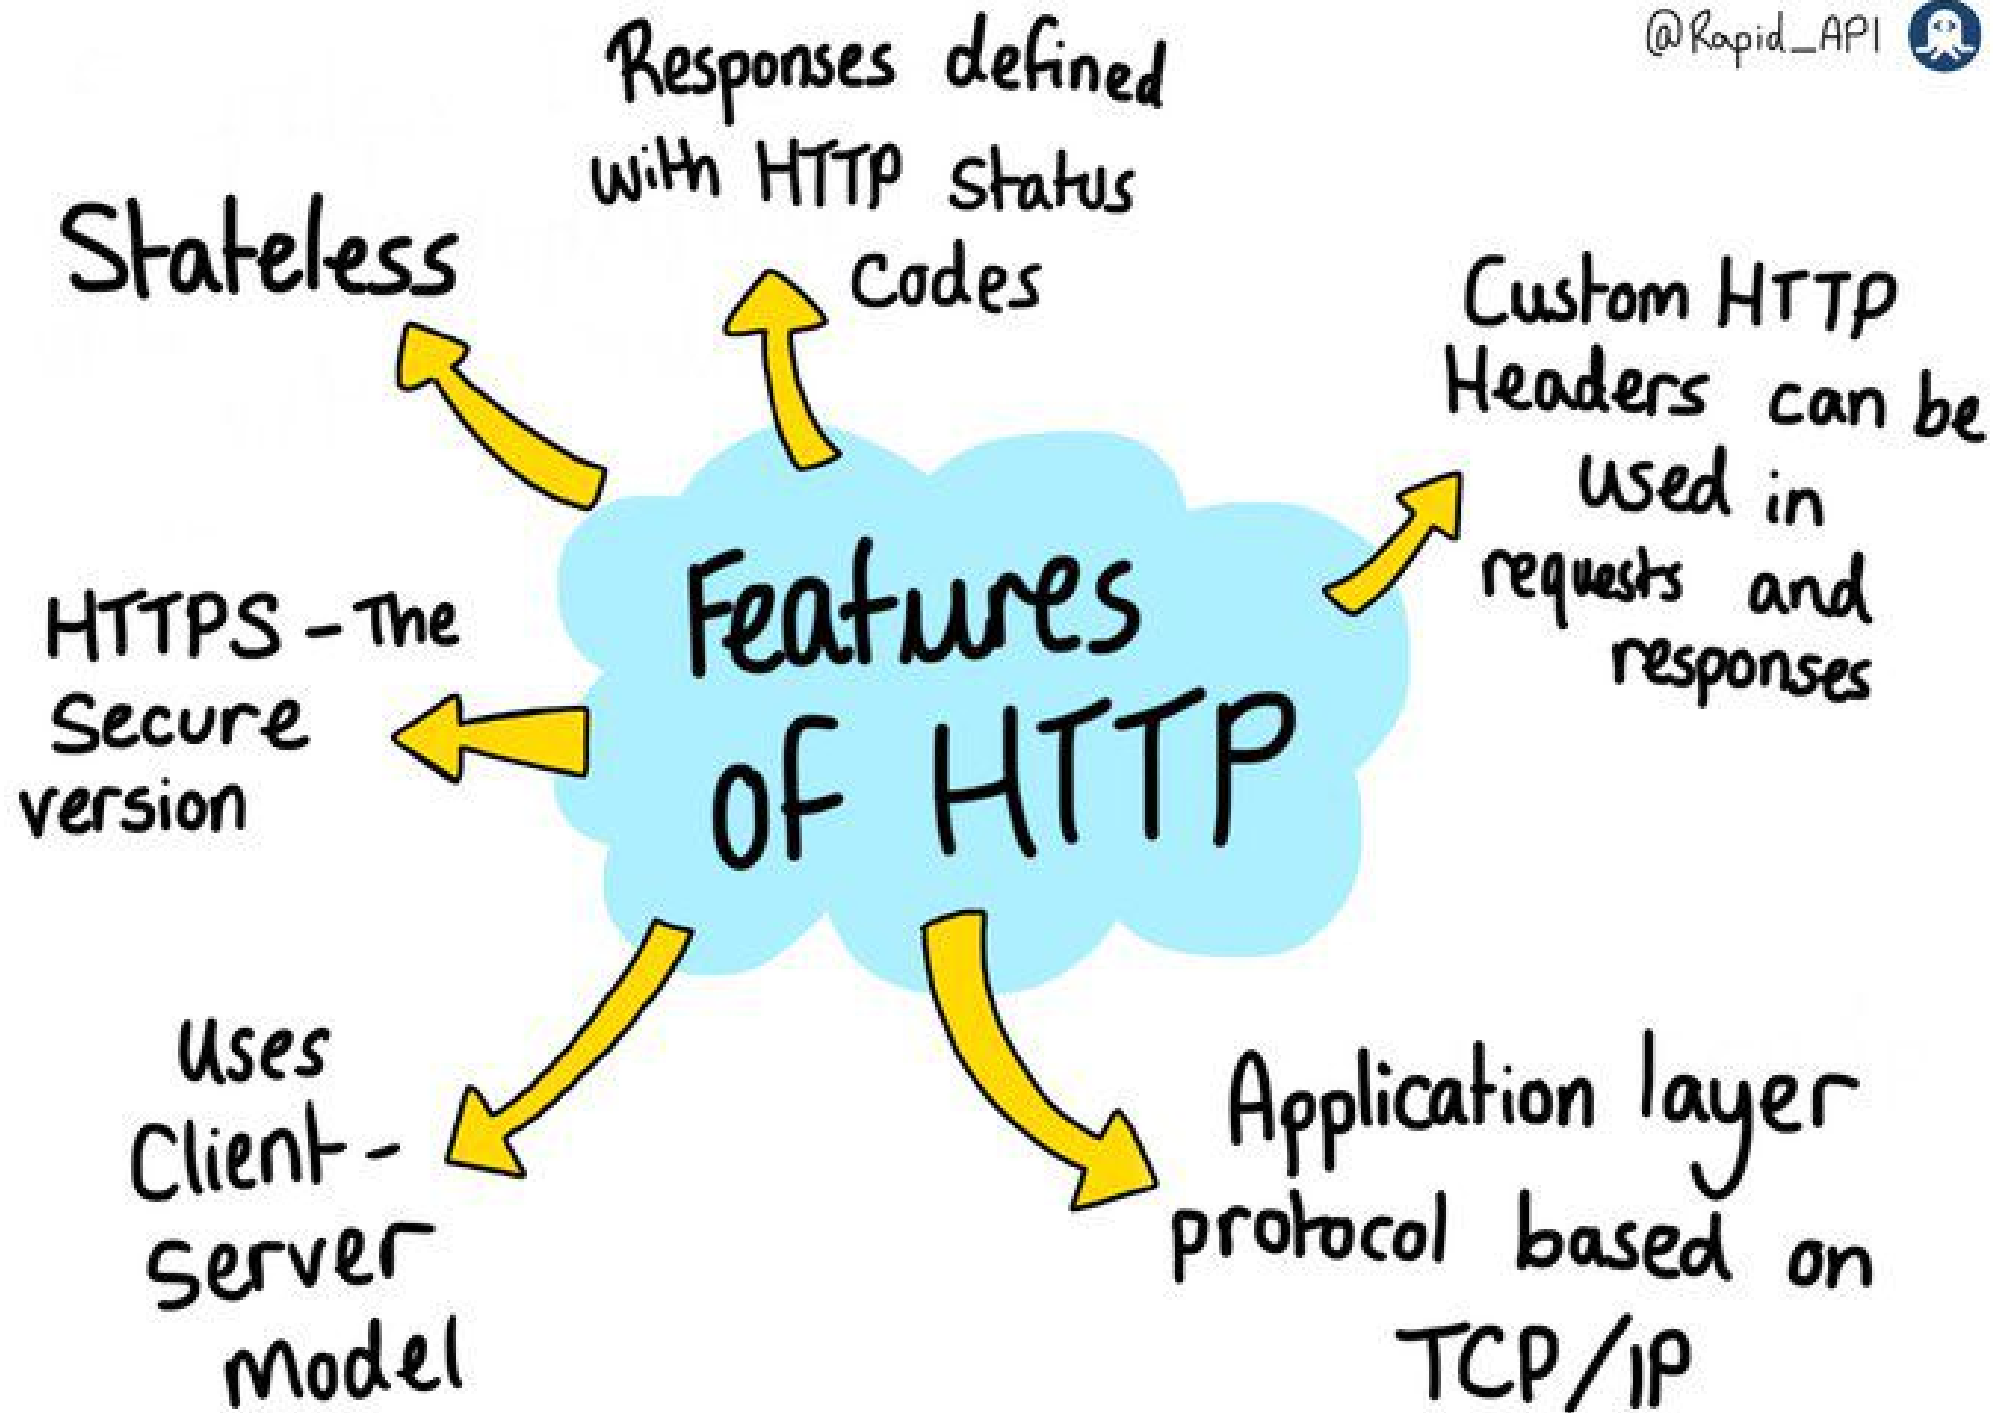 @Rapid_API
Responses defined
with HTTP Status
Codes
Stateless
Custom HTTP
Headers can be
used in
requests and
responses
HTTPS - The
Secure
version
Features
of HTTP
Uses
Client-
Server
Model
Application layer
protocol based on
TCP/IP